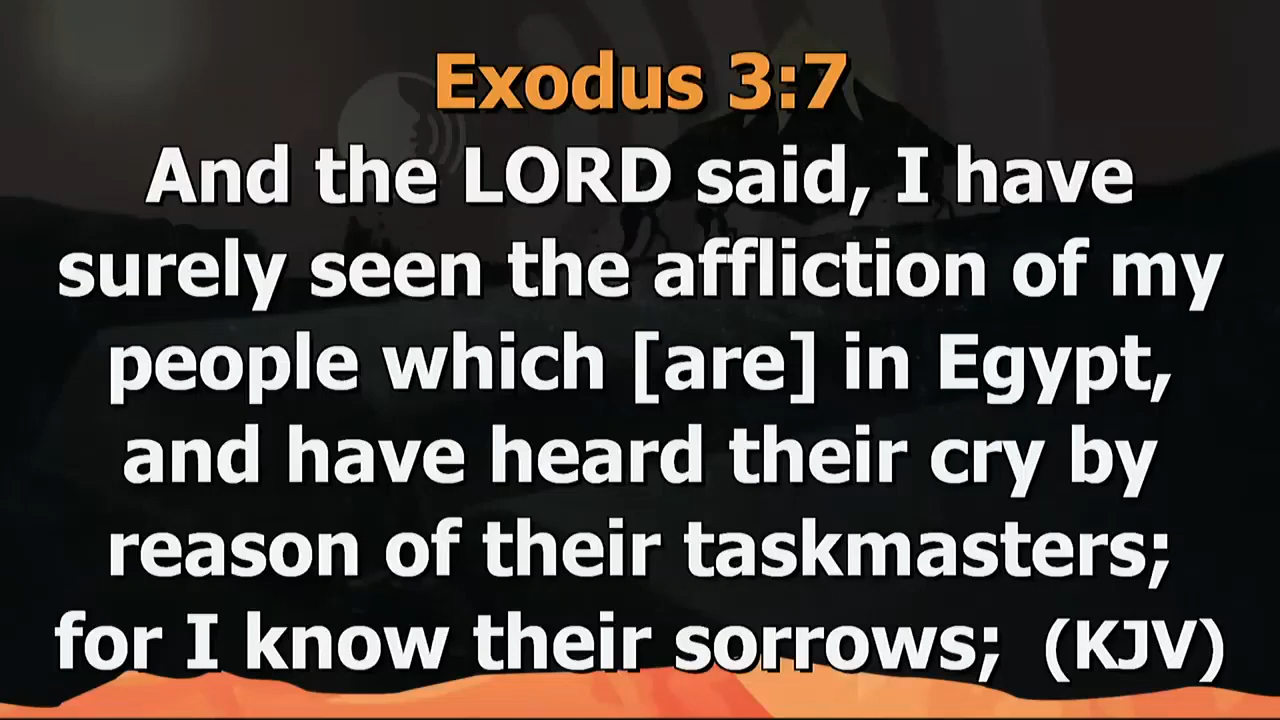 Exodus 3:7
And the LORD said, I have
surely seen the affliction of my
people which [are] in Egypt,
and have heard their cry by
reason of their taskmasters;
for I know their sorrows; (KJV)